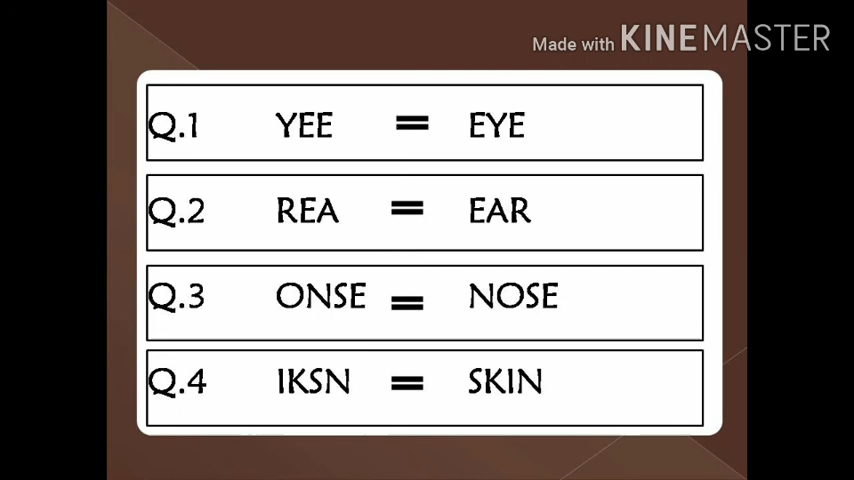 Made with KINEMASTER
Q.1 YEE = EYE
Q.2 REA = EAR
Q.3 ONSE = NOSE
Q.4 IKSN = SKIN